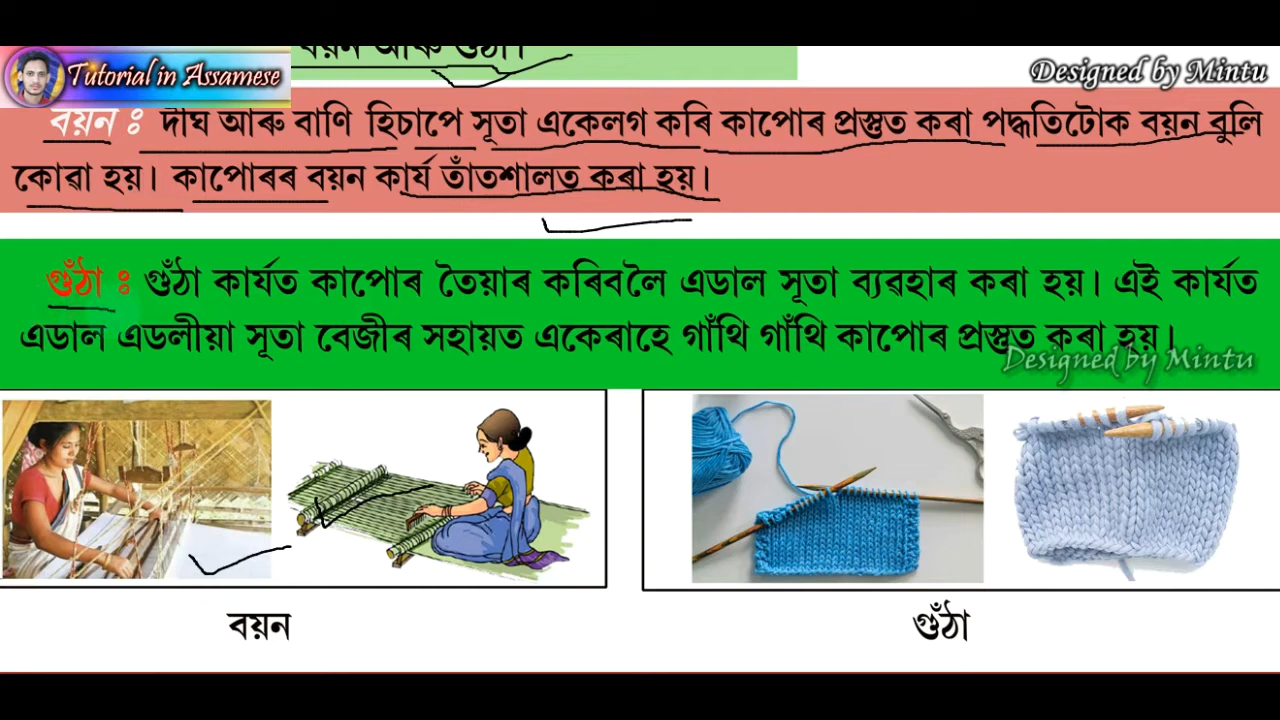 বয়ন আৰু গুঁঠা।
Tutorial in Assamese
Designed by Mintu
বয়ন ঃ দীঘ আৰু বাণি হিচাপে সূতা একেলগ কৰি কাপোৰ প্ৰস্তুত কৰা পদ্ধতিটোক বয়ন বুলি
কোৱা হয়। কাপোৰৰ বয়ন কাৰ্য তাঁতশালত কৰা হয়।
গুঁঠা ঃ গুঁঠা কাৰ্যত কাপোৰ তৈয়াৰ কৰিবলৈ এডাল সূতা ব্যৱহাৰ কৰা হয়। এই কাৰ্যত
এডাল এডলীয়া সূতা বেজীৰ সহায়ত একেৰাহে গাঁথি গাঁথি কাপোৰ প্ৰস্তুত কৰা হয়।
Designed by Mintu
বয়ন
গুঁঠা